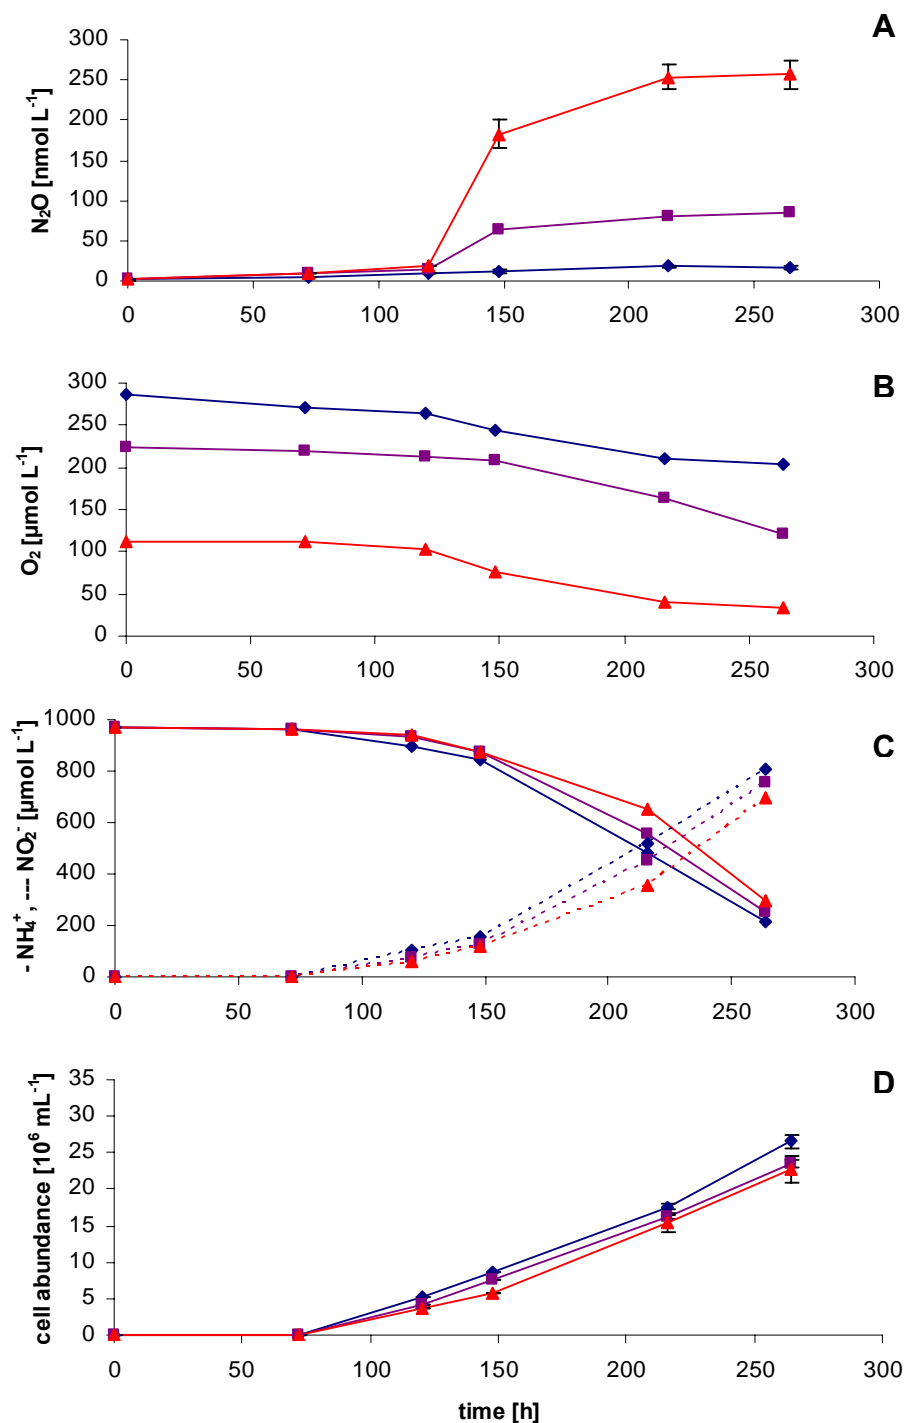 A
N₂O [nmol L⁻¹]
300
250
200
150
100
50
0
0 50 100 150 200 250 300
B
O₂ [µmol L⁻¹]
300
250
200
150
100
50
0
0 50 100 150 200 250 300
C
- NH₄⁺, --- NO₂⁻ [µmol L⁻¹]
1000
800
600
400
200
0
0 50 100 150 200 250 300
D
cell abundance [10⁶ mL⁻¹]
35
30
25
20
15
10
5
0
0 50 100 150 200 250 300
time [h]